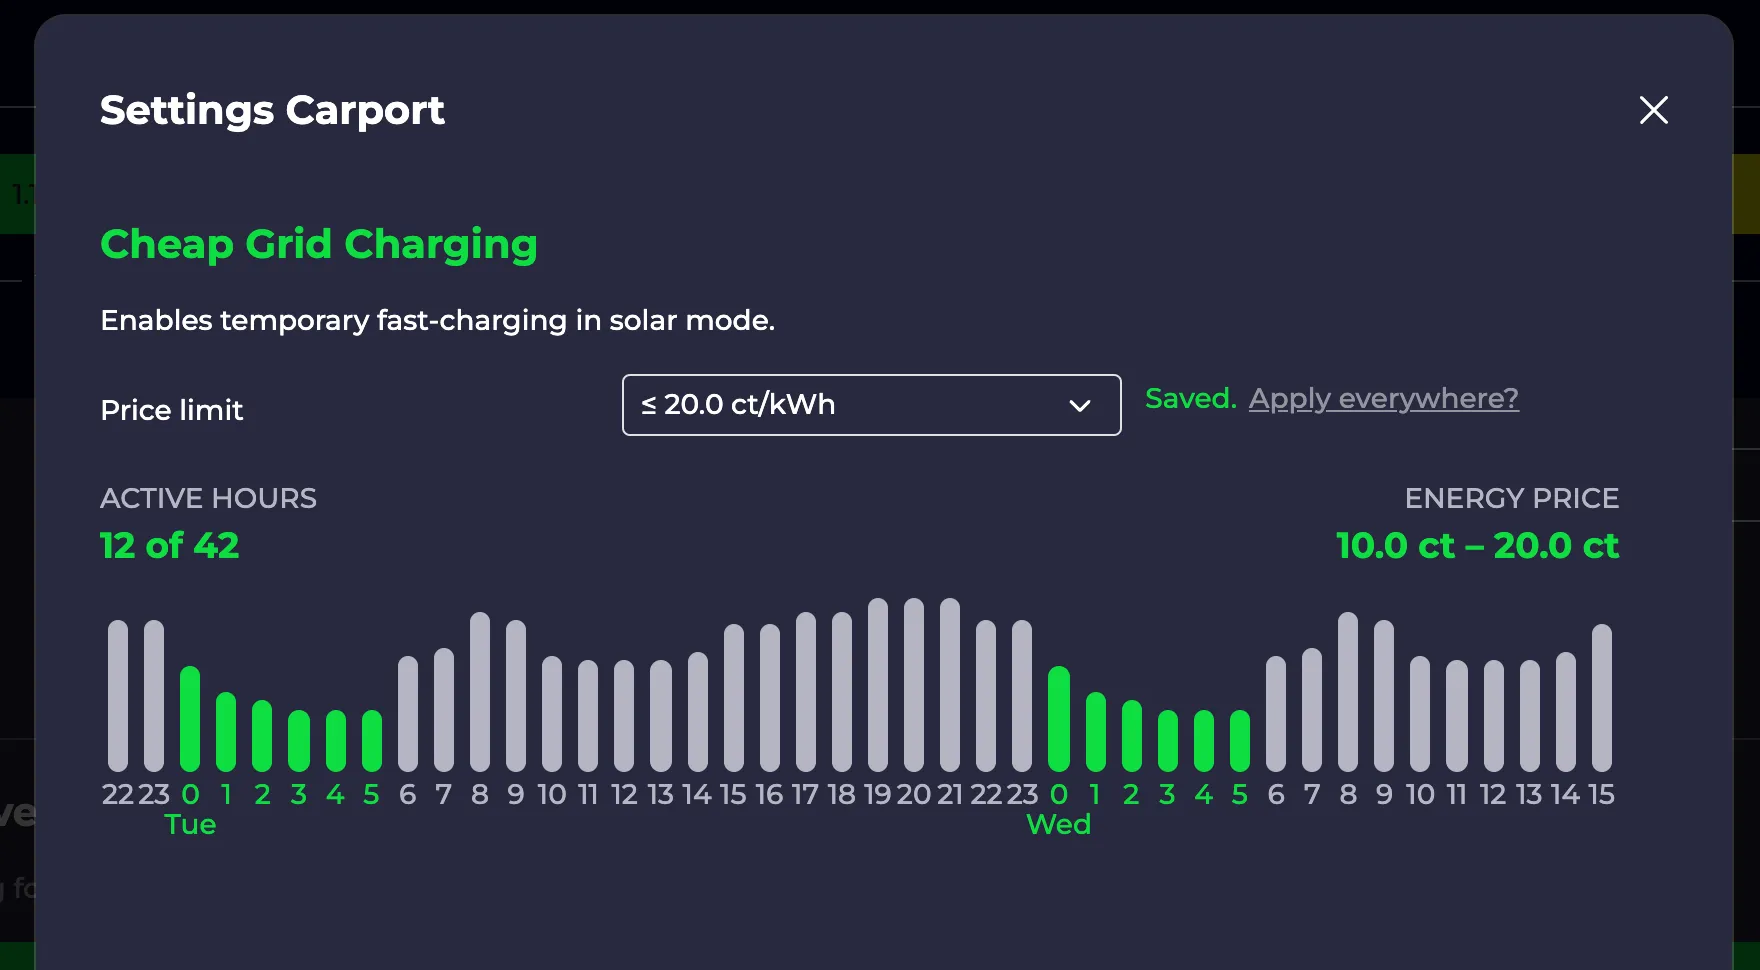 Settings Carport
Cheap Grid Charging
Enables temporary fast-charging in solar mode.
Price limit
≤ 20.0 ct/kWh
Saved. Apply everywhere?
ACTIVE HOURS
ENERGY PRICE
12 of 42
10.0 ct – 20.0 ct
22 23 0 1 2 3 4 5 6 7 8 9 10 11 12 13 14 15 16 17 18 19 20 21 22 23 0 1 2 3 4 5 6 7 8 9 10 11 12 13 14 15
Tue Wed